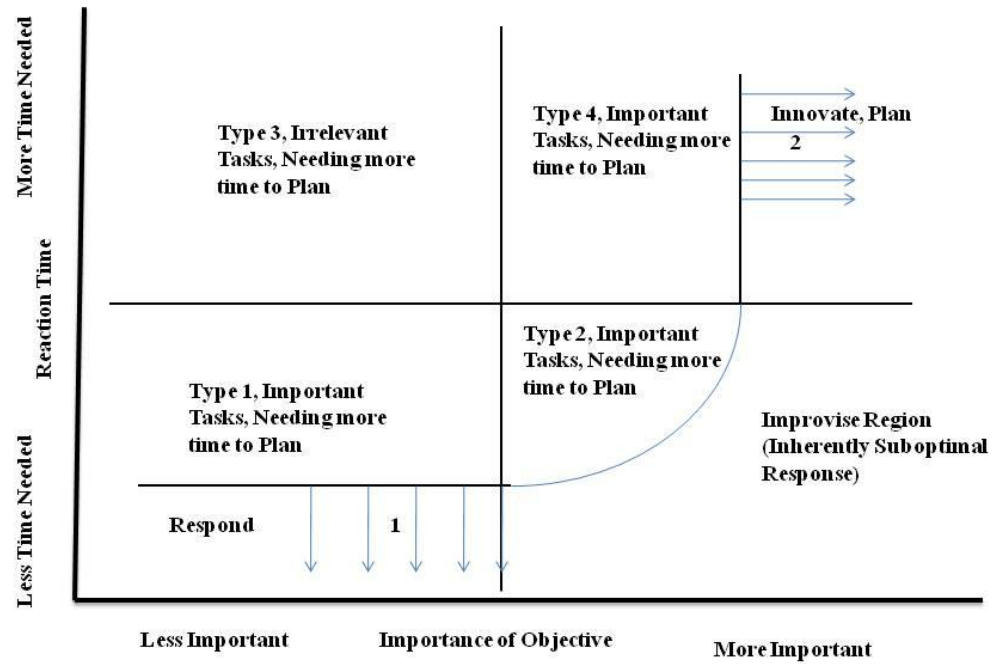 More Time Needed
Reaction Time
Less Time Needed
Type 3, Irrelevant
Tasks, Needing more
time to Plan
Type 4, Important
Tasks, Needing more
time to Plan
Innovate, Plan
2
Type 1, Important
Tasks, Needing more
time to Plan
Type 2, Important
Tasks, Needing more
time to Plan
Improvise Region
(Inherently Suboptimal
Response)
Respond
1
Less Important
Importance of Objective
More Important